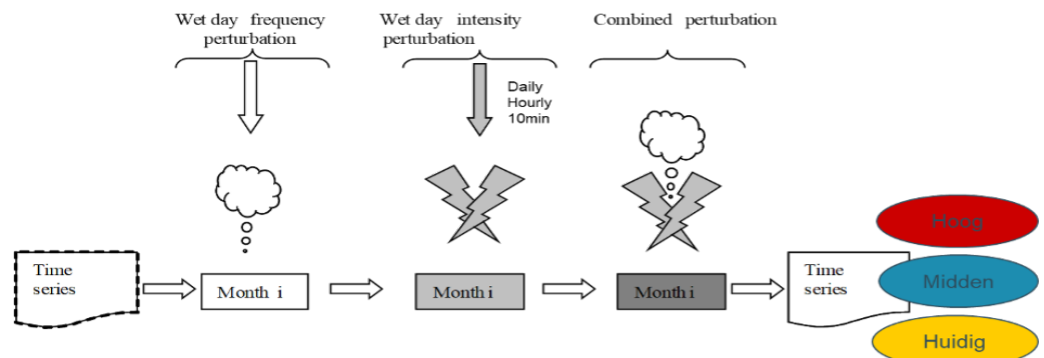 Wet day frequency
perturbation
Wet day intensity
perturbation
Combined perturbation
Daily
Hourly
10min
Time
series
Month i
Month i
Month i
Time
series
Hoog
Midden
Huidig